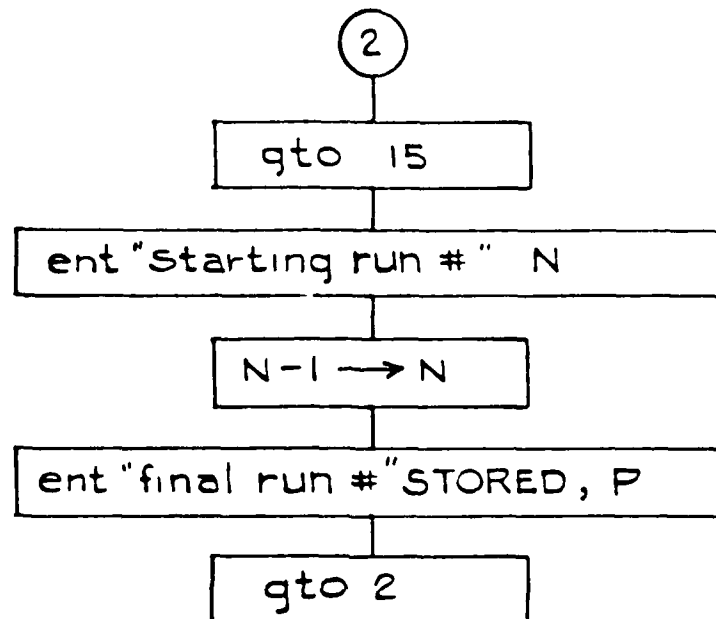 2
gto 15
ent "Starting run #" N
N-1 → N
ent "final run #" STORED, P
gto 2